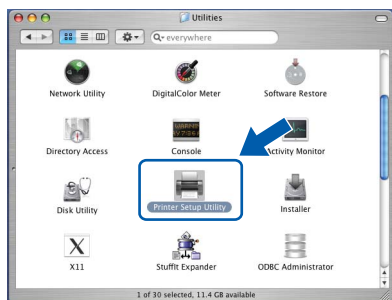 Utilities
everywhere
Network Utility
DigitalColor Meter
Software Restore
Directory Access
Console
Activity Monitor
Disk Utility
Printer Setup Utility
Installer
X11
StuffIt Expander
ODBC Administrator
1 of 30 selected, 11.4 GB available